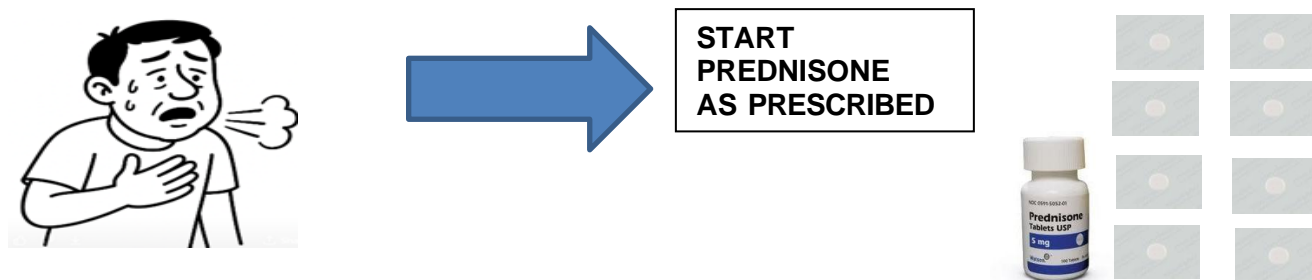 START
PREDNISONE
AS PRESCRIBED
Prednisone
Tablets USP
5 mg